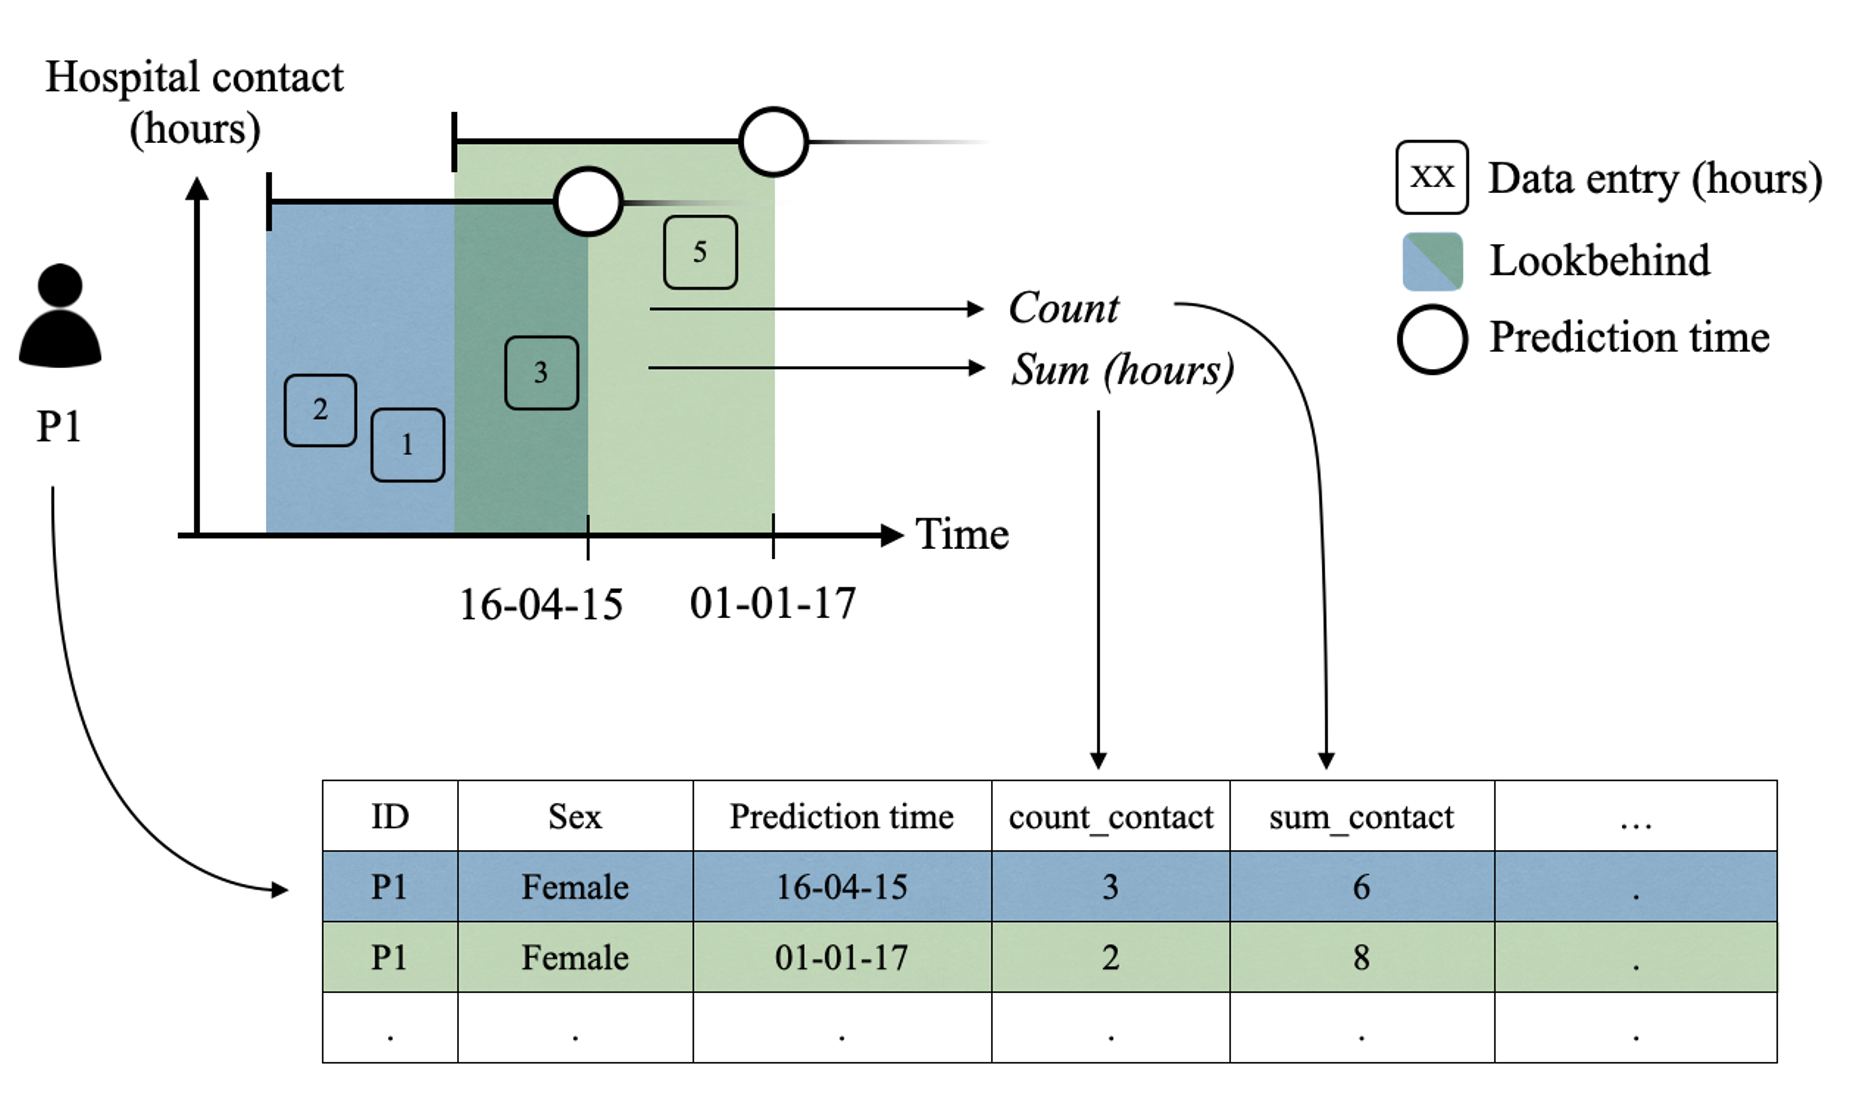 Hospital contact
(hours)
P1
2
1
3
5
Count
Sum (hours)
Time
16-04-15
01-01-17
XX Data entry (hours)
Lookbehind
Prediction time
ID Sex Prediction time count_contact sum_contact ...
P1 Female 16-04-15 3 6 .
P1 Female 01-01-17 2 8 .
. . . . . .